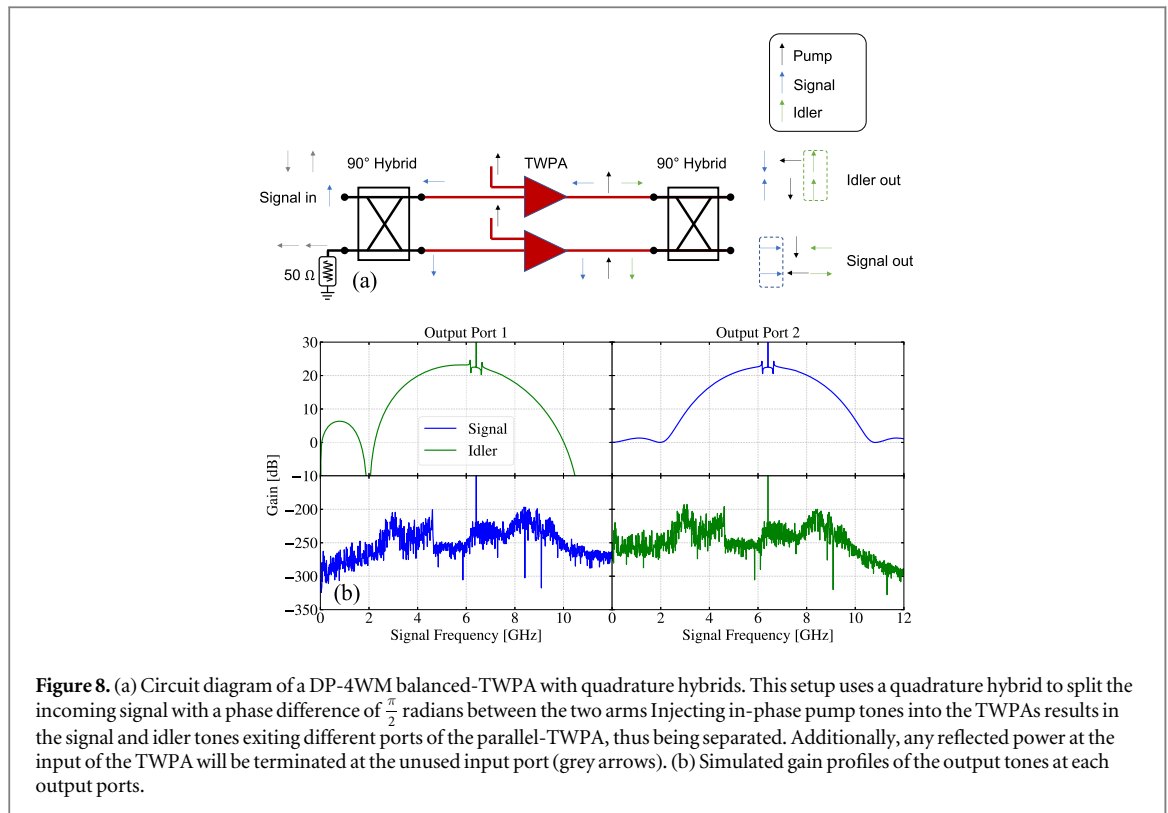 Pump
Signal
Idler
90° Hybrid
TWPA
90° Hybrid
Signal in
Idler out
50 Ω
(a)
Signal out
Output Port 1
Output Port 2
30
20
10
0
−10
Signal
Idler
Gain [dB]
−200
−250
−300
−350
(b)
0 2 4 6 8 10 0 2 4 6 8 10 12
Signal Frequency [GHz] Signal Frequency [GHz]
Figure 8. (a) Circuit diagram of a DP-4WM balanced-TWPA with quadrature hybrids. This setup uses a quadrature hybrid to split the
incoming signal with a phase difference of π/2 radians between the two arms Injecting in-phase pump tones into the TWPAs results in
the signal and idler tones exiting different ports of the parallel-TWPA, thus being separated. Additionally, any reflected power at the
input of the TWPA will be terminated at the unused input port (grey arrows). (b) Simulated gain profiles of the output tones at each
output ports.